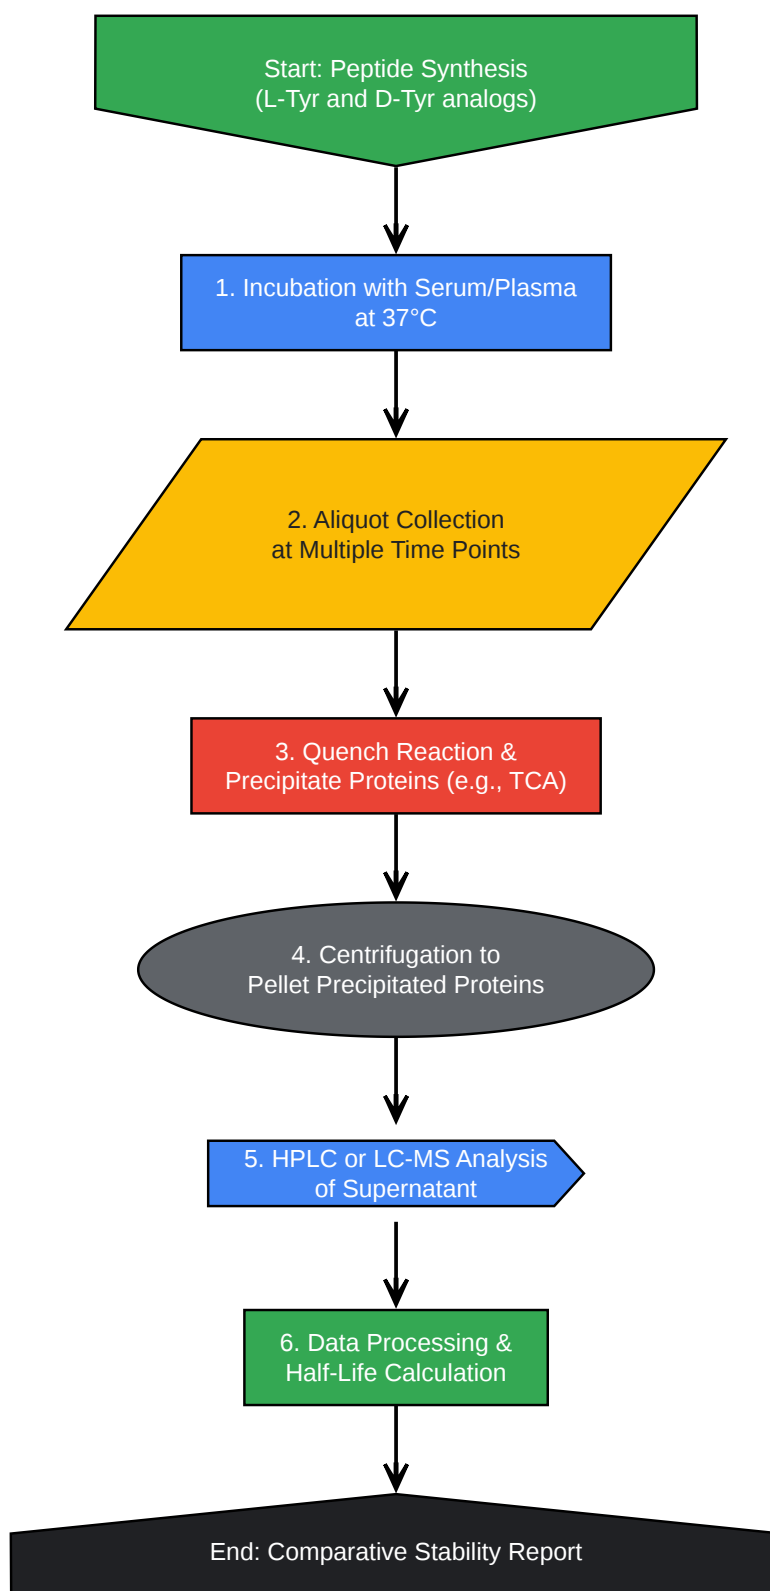 Start: Peptide Synthesis
(L-Tyr and D-Tyr analogs)
1. Incubation with Serum/Plasma
at 37°C
2. Aliquot Collection
at Multiple Time Points
3. Quench Reaction &
Precipitate Proteins (e.g., TCA)
4. Centrifugation to
Pellet Precipitated Proteins
5. HPLC or LC-MS Analysis
of Supernatant
6. Data Processing &
Half-Life Calculation
End: Comparative Stability Report